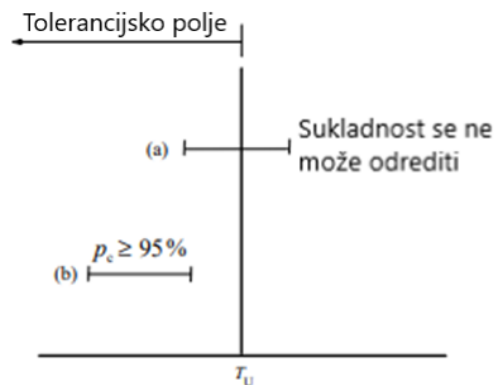 Tolerancijsko polje
(a)
Sukladnost se ne
može odrediti
p_c ≥ 95%
(b)
T_U